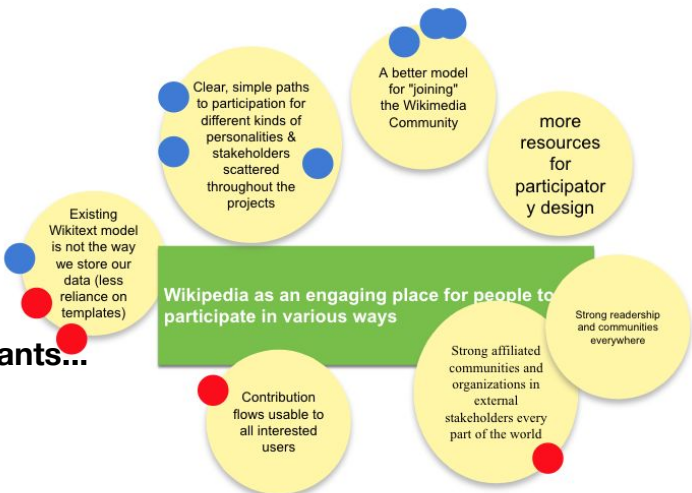 A better model
for "joining"
the Wikimedia
Community
Clear, simple paths
to participation for
different kinds of
personalities &
stakeholders
scattered
throughout the
projects
more
resources
for
participator
y design
Existing
Wikitext model
is not the way
we store our
data (less
reliance on
templates)
Wikipedia as an engaging place for people to
participate in various ways
Strong readership
and communities
everywhere
ants...
Strong affiliated
communities and
organizations in
external
stakeholders every
part of the world
Contribution
flows usable to
all interested
users